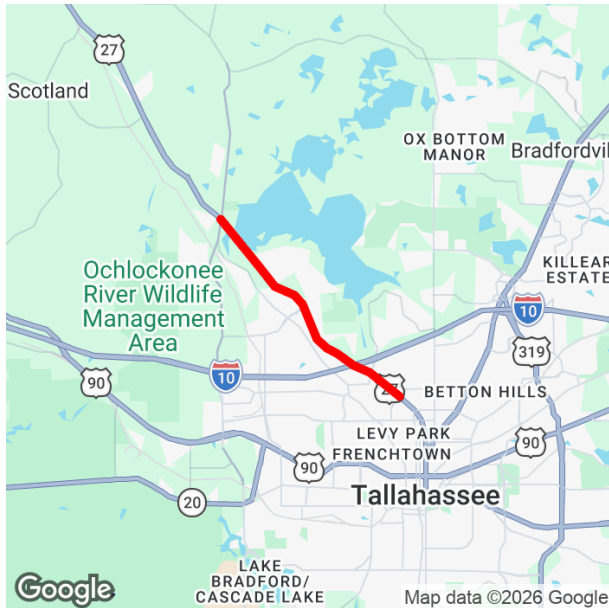 27
Scotland
OX BOTTOM
MANOR
Bradfordvil
Ochlockonee
River Wildlife
Management
Area
KILLEAR
ESTATE
10
319
90
10
27
BETTON HILLS
LEVY PARK
FRENCHTOWN
90
90
Tallahassee
20
LAKE
BRADFORD/
CASCADE LAKE
Google
Map data ©2026 Google